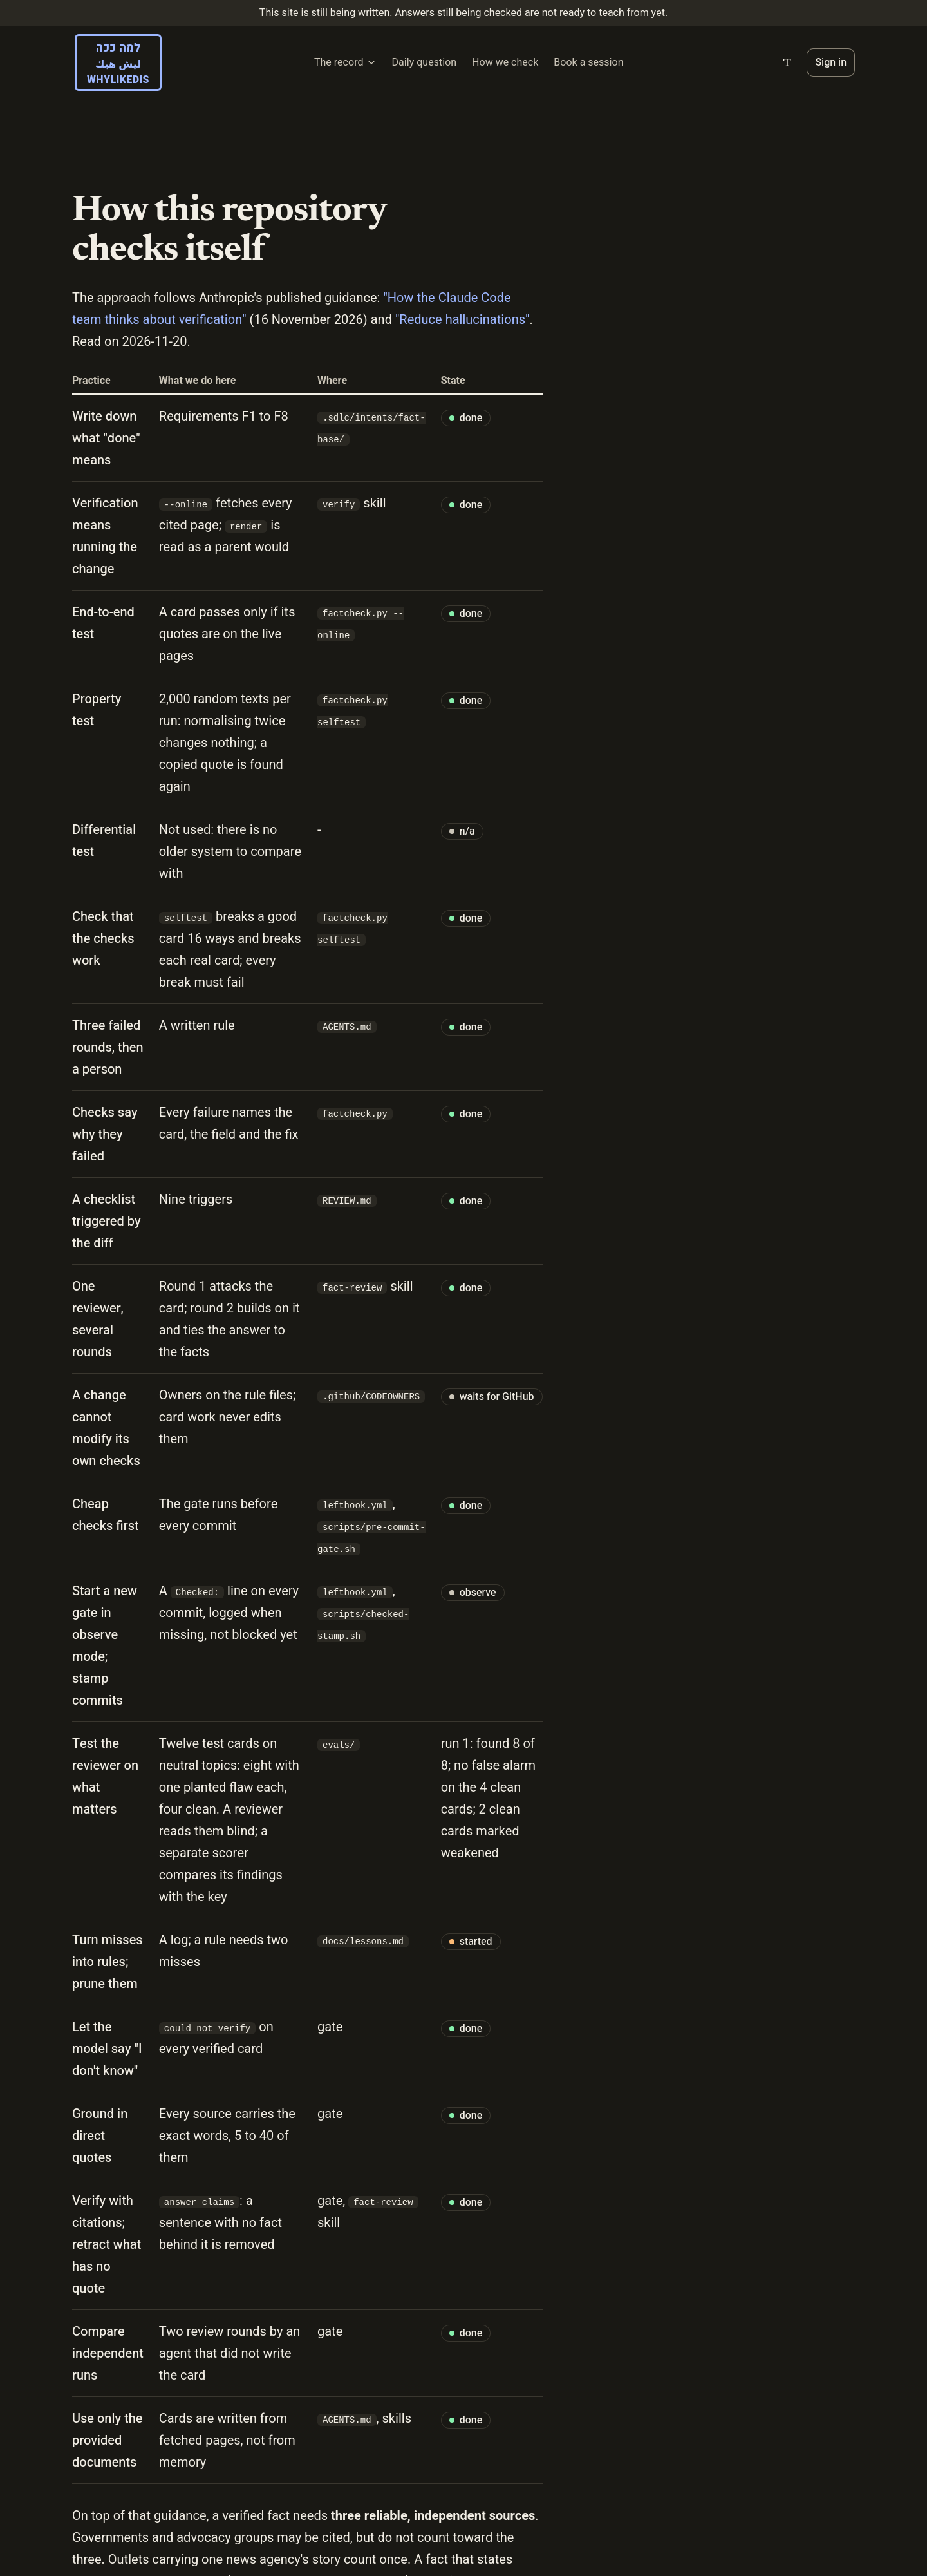 This site is still being written. Answers still being checked are not ready to teach from yet.
למה ככה
ليش هيك
WHYLIKEDIS
The record
Daily question
How we check
Book a session
T
Sign in
How this repository
checks itself
The approach follows Anthropic's published guidance: "How the Claude Code
team thinks about verification" (16 November 2026) and "Reduce hallucinations".
Read on 2026-11-20.
Practice
What we do here
Where
State
Write down
what "done"
means
Requirements F1 to F8
.sdlc/intents/fact-
base/
done
Verification
means
running the
change
--online fetches every
cited page; render is
read as a parent would
verify skill
done
End-to-end
test
A card passes only if its
quotes are on the live
pages
factcheck.py --
online
done
Property
test
2,000 random texts per
run: normalising twice
changes nothing; a
copied quote is found
again
factcheck.py
selftest
done
Differential
test
Not used: there is no
older system to compare
with
-
n/a
Check that
the checks
work
selftest breaks a good
card 16 ways and breaks
each real card; every
break must fail
factcheck.py
selftest
done
Three failed
rounds, then
a person
A written rule
AGENTS.md
done
Checks say
why they
failed
Every failure names the
card, the field and the fix
factcheck.py
done
A checklist
triggered by
the diff
Nine triggers
REVIEW.md
done
One
reviewer,
several
rounds
Round 1 attacks the
card; round 2 builds on it
and ties the answer to
the facts
fact-review skill
done
A change
cannot
modify its
own checks
Owners on the rule files;
card work never edits
them
.github/CODEOWNERS
waits for GitHub
Cheap
checks first
The gate runs before
every commit
lefthook.yml,
scripts/pre-commit-
gate.sh
done
Start a new
gate in
observe
mode;
stamp
commits
A Checked: line on every
commit, logged when
missing, not blocked yet
lefthook.yml,
scripts/checked-
stamp.sh
observe
Test the
reviewer on
what
matters
Twelve test cards on
neutral topics: eight with
one planted flaw each,
four clean. A reviewer
reads them blind; a
separate scorer
compares its findings
with the key
evals/
run 1: found 8 of
8; no false alarm
on the 4 clean
cards; 2 clean
cards marked
weakened
Turn misses
into rules;
prune them
A log; a rule needs two
misses
docs/lessons.md
started
Let the
model say "I
don't know"
could_not_verify on
every verified card
gate
done
Ground in
direct
quotes
Every source carries the
exact words, 5 to 40 of
them
gate
done
Verify with
citations;
retract what
has no
quote
answer_claims: a
sentence with no fact
behind it is removed
gate, fact-review
skill
done
Compare
independent
runs
Two review rounds by an
agent that did not write
the card
gate
done
Use only the
provided
documents
Cards are written from
fetched pages, not from
memory
AGENTS.md, skills
done
On top of that guidance, a verified fact needs three reliable, independent sources.
Governments and advocacy groups may be cited, but do not count toward the
three. Outlets carrying one news agency's story count once. A fact that states